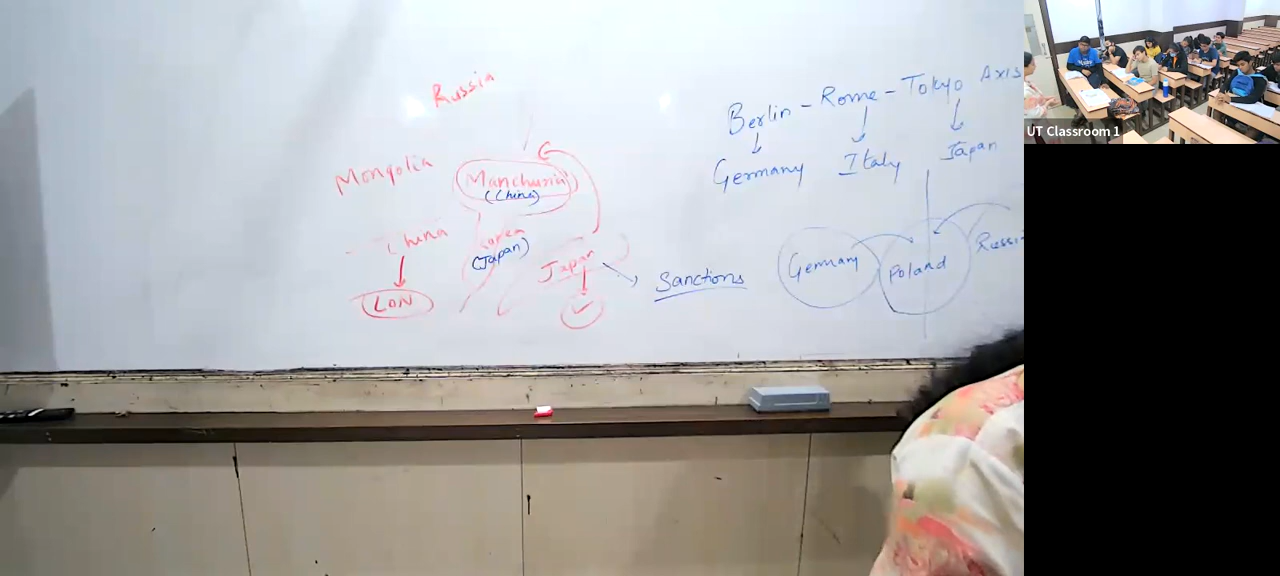 Russia
Mongolia
Manchuria
(China)
China
Korea
(Japan)
Japan
LON
Sanctions
Berlin - Rome - Tokyo Axis
Germany Italy Japan
Germany Poland
UT Classroom 1